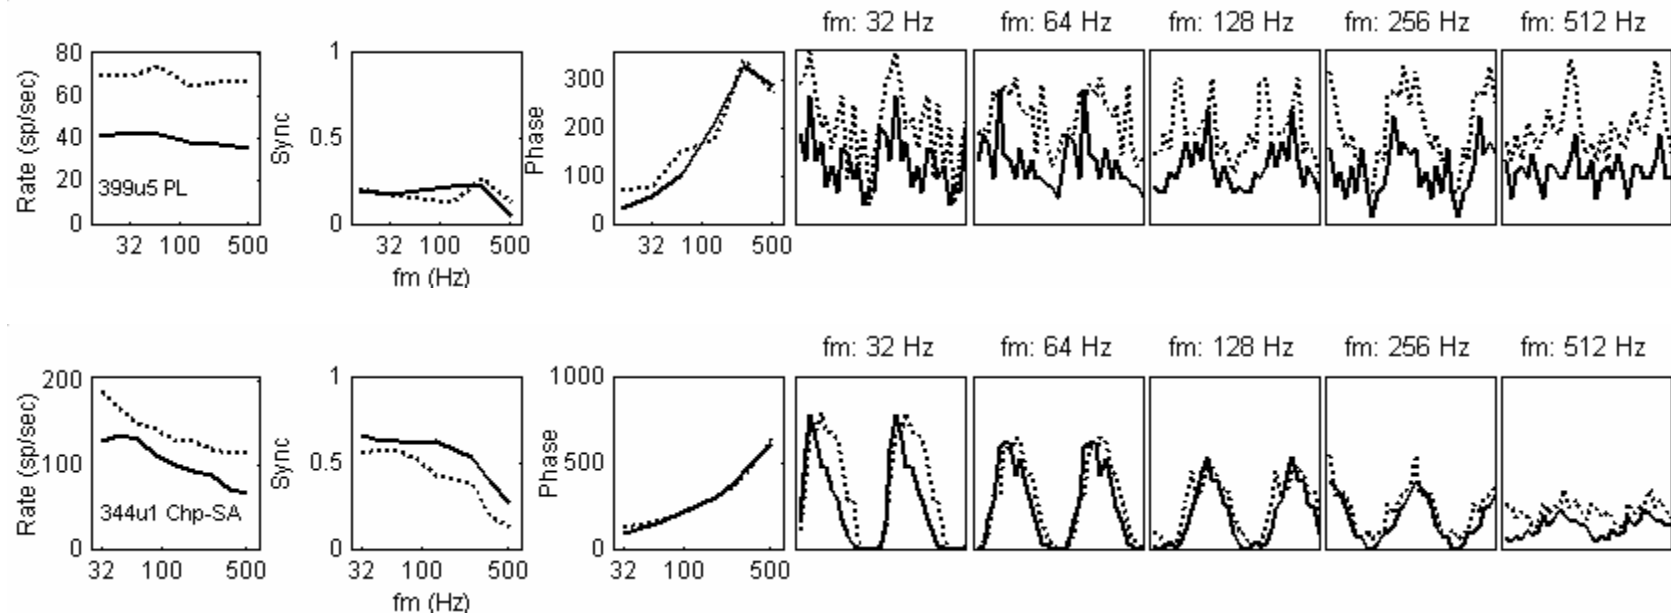 fm: 32 Hz fm: 64 Hz fm: 128 Hz fm: 256 Hz fm: 512 Hz
Rate (sp/sec)
80
60
40
20
0
399u5 PL
32 100 500
Sync
1
0.5
0
32 100 500
fm (Hz)
Phase
300
200
100
0
32 100 500
fm: 32 Hz fm: 64 Hz fm: 128 Hz fm: 256 Hz fm: 512 Hz
Rate (sp/sec)
200
100
0
344u1 Chp-SA
32 100 500
Sync
1
0.5
0
32 100 500
fm (Hz)
Phase
1000
500
0
32 100 500